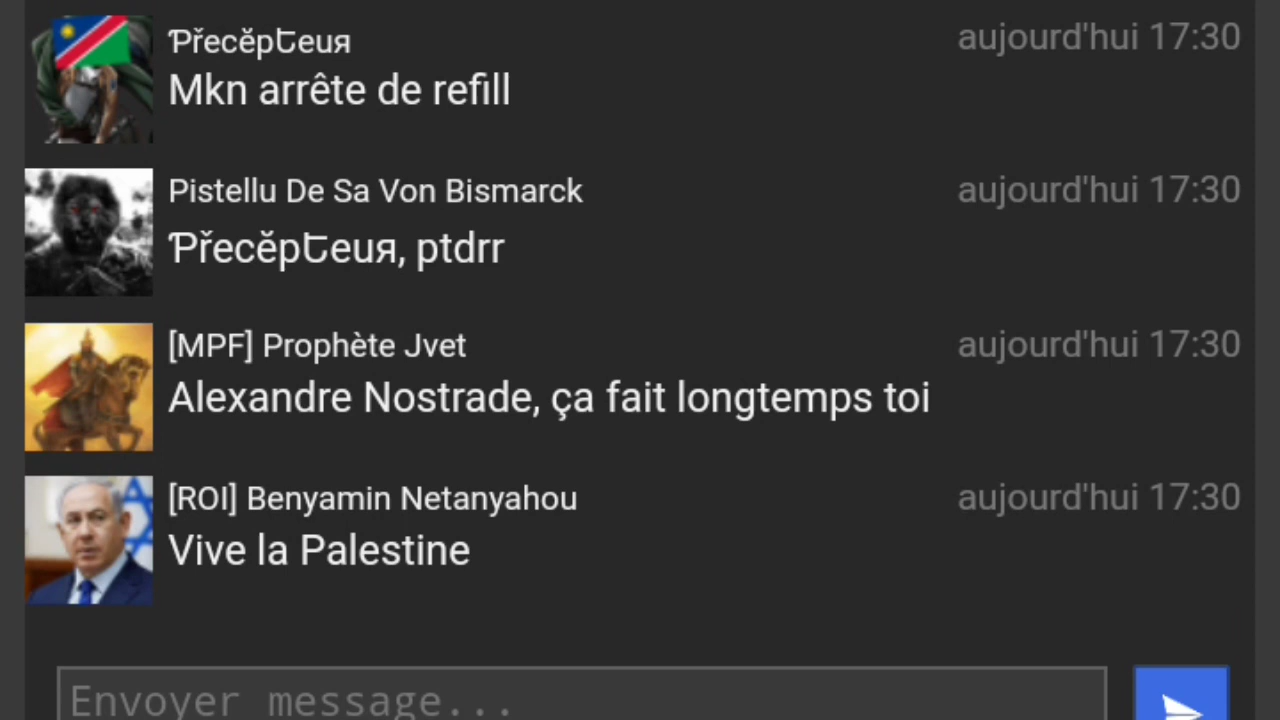 ƤřecĕpԵeuя
aujourd'hui 17:30
Mkn arrête de refill
Pistellu De Sa Von Bismarck
aujourd'hui 17:30
ƤřecĕpԵeuя, ptdrr
[MPF] Prophète Jvet
aujourd'hui 17:30
Alexandre Nostrade, ça fait longtemps toi
[ROI] Benyamin Netanyahou
aujourd'hui 17:30
Vive la Palestine
Envoyer message...